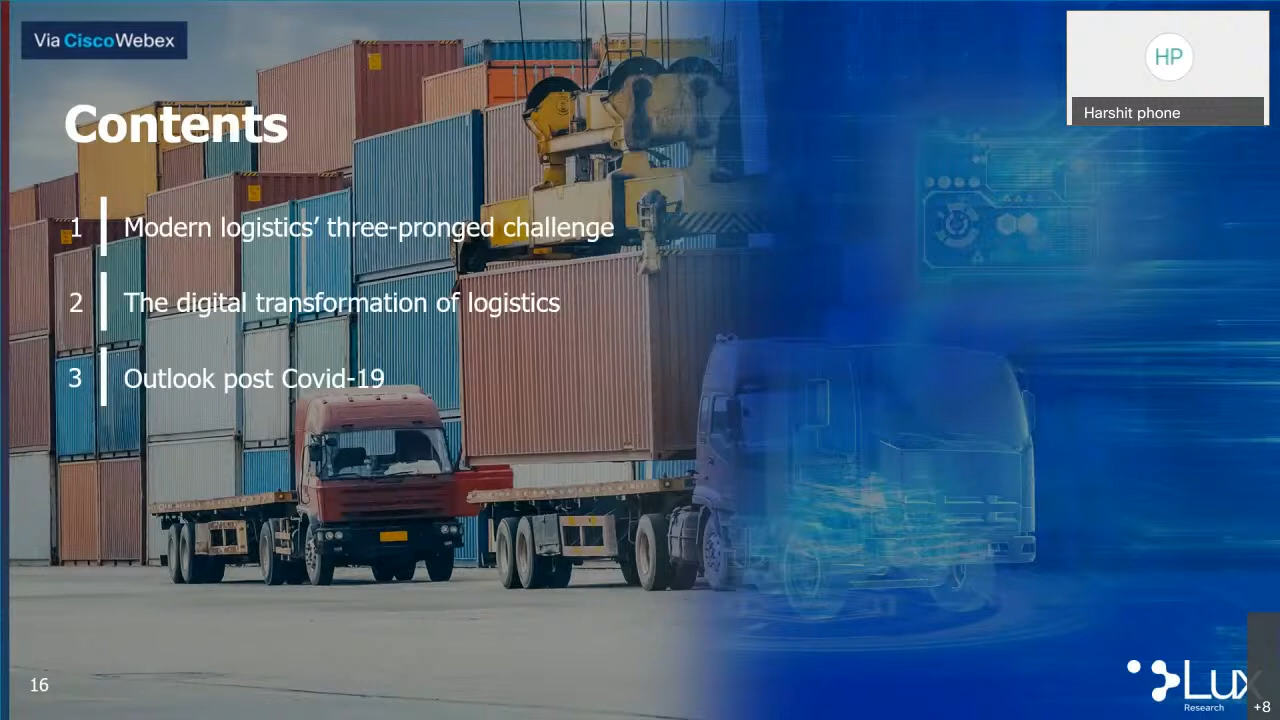 Via CiscoWebex
HP
Harshit phone
Contents
1 Modern logistics’ three-pronged challenge
2 The digital transformation of logistics
3 Outlook post Covid-19
16
Lux
Research
+8